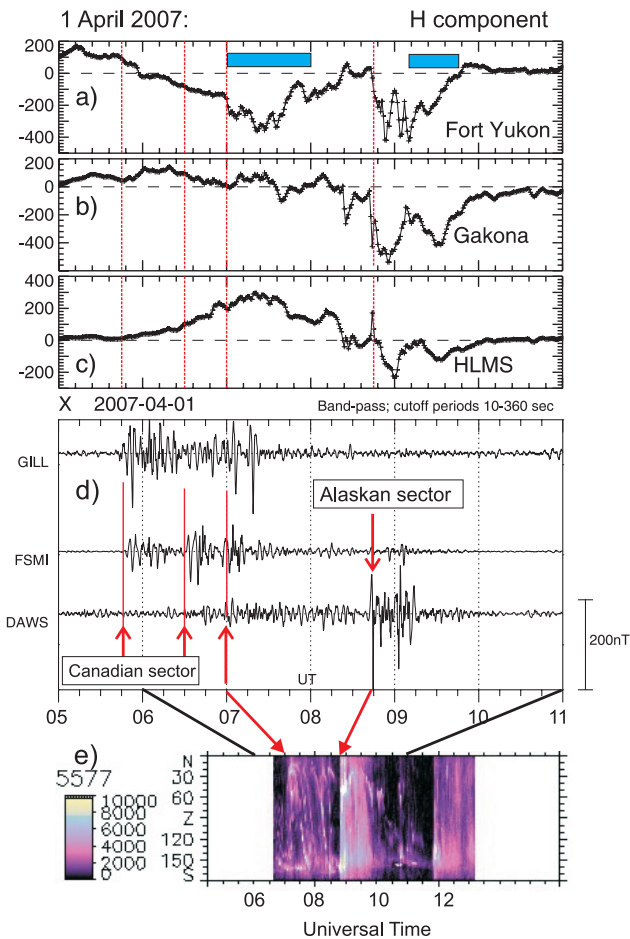 1 April 2007: H component
200
0
-200
-400
a)
Fort Yukon
200
0
-200
-400
b)
Gakona
400
200
0
-200
c)
HLMS
X 2007-04-01 Band-pass; cutoff periods 10-360 sec
GILL
d)
Alaskan sector
FSMI
DAWS
200nT
Canadian sector
UT
05 06 07 08 09 10 11
e)
5577
10000
8000
6000
4000
2000
0
N
30
60
Z
120
150
S
06 08 10 12
Universal Time